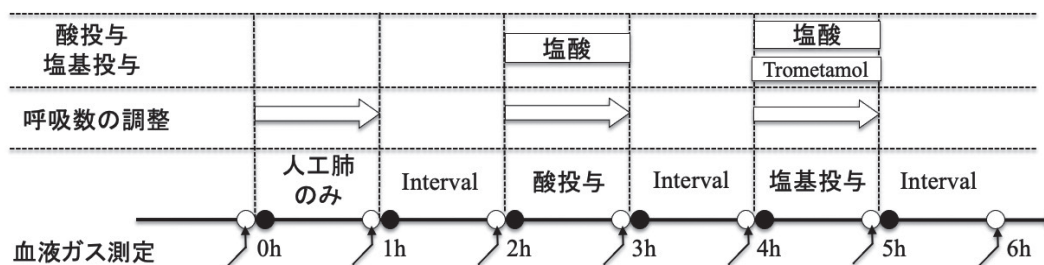 酸投与
塩基投与
塩酸
塩酸
Trometamol
呼吸数の調整
人工肺
のみ
Interval
酸投与
Interval
塩基投与
Interval
血液ガス測定
0h
1h
2h
3h
4h
5h
6h